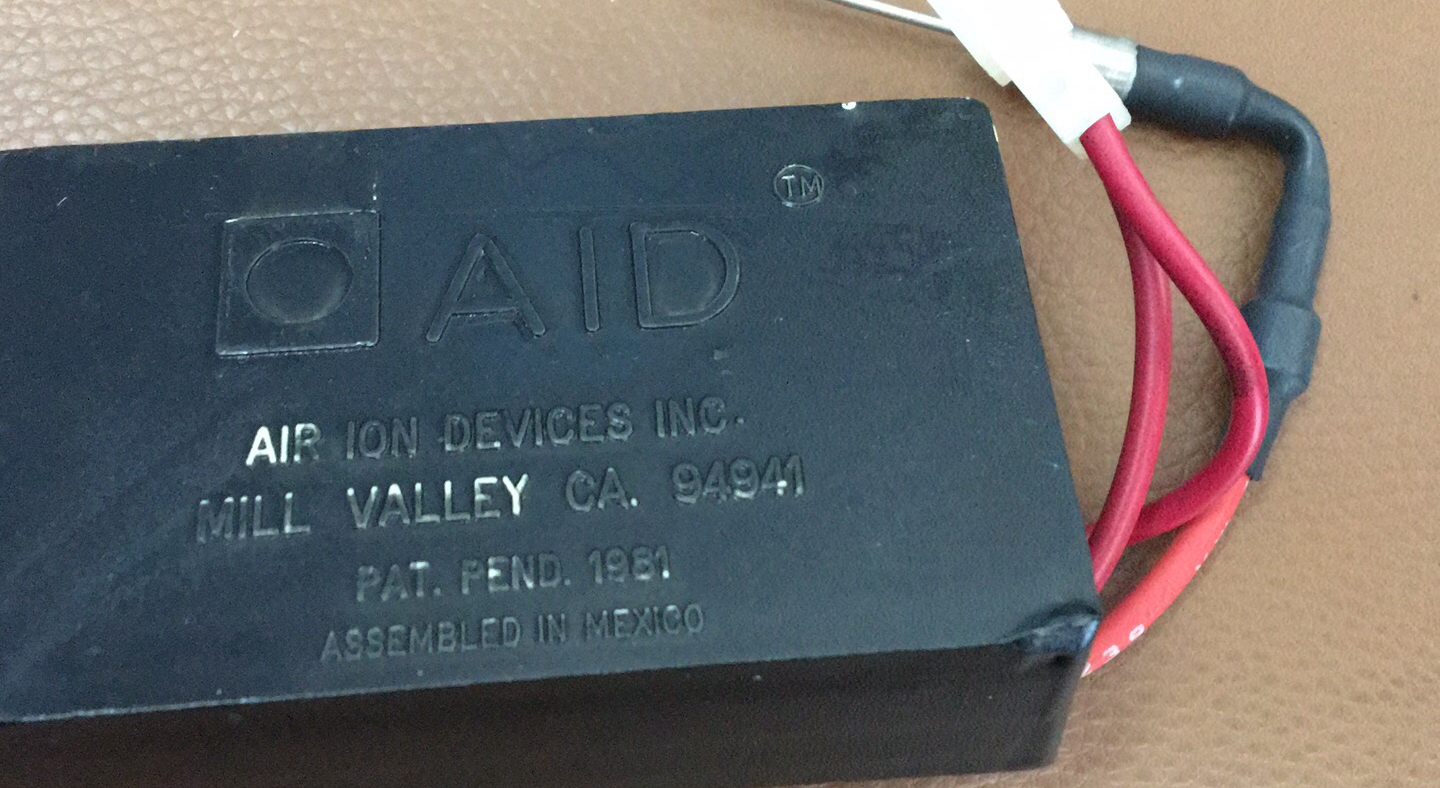 AID TM
AIR ION DEVICES INC.
MILL VALLEY CA. 94941
PAT. PEND. 1981
ASSEMBLED IN MEXICO